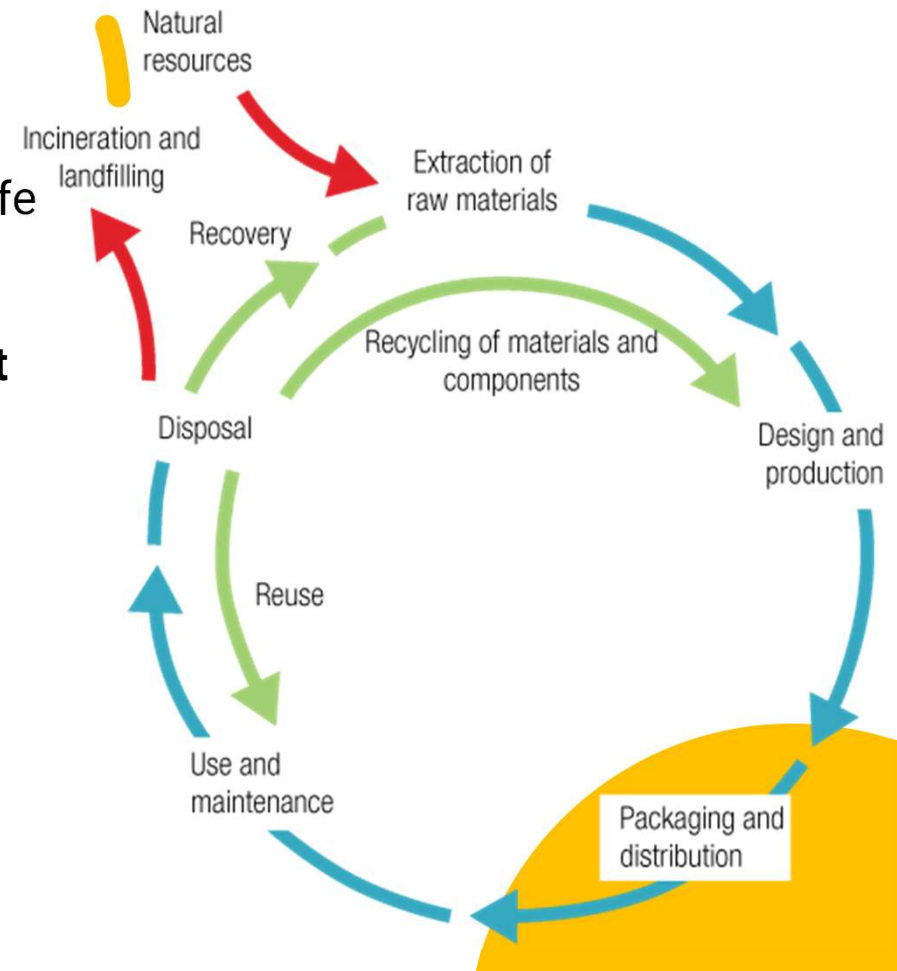 Natural
resources
Incineration and
landfilling
fe
Extraction of
raw materials
Recovery
Recycling of materials and
components
t
Disposal
Design and
production
Reuse
Use and
maintenance
Packaging and
distribution